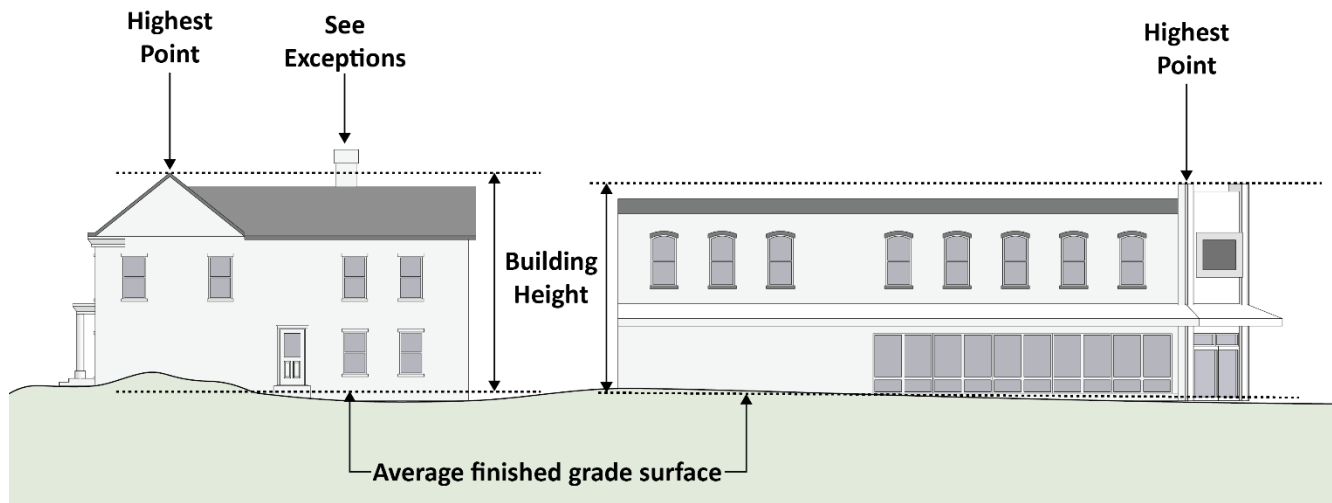 Highest
Point
See
Exceptions
Highest
Point
Building
Height
Average finished grade surface